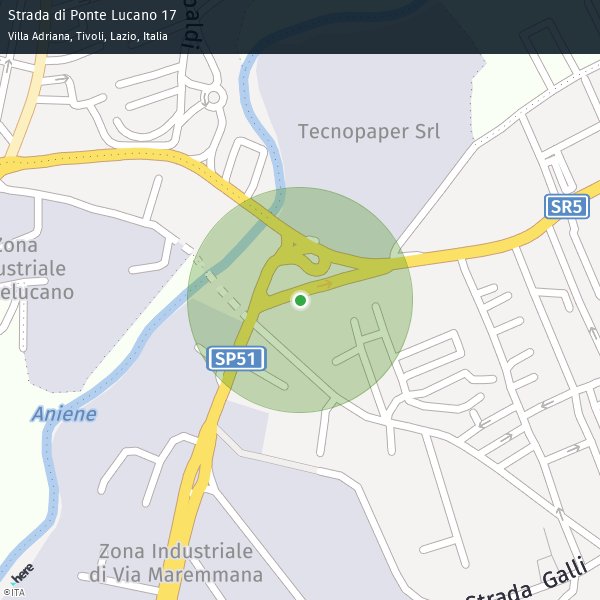 Strada di Ponte Lucano 17
Villa Adriana, Tivoli, Lazio, Italia
Tecnopaper Srl
SR5
Zona
ustriale
elucano
SP51
Aniene
Zona Industriale
di Via Maremmana
Strada Galli
here
©ITA